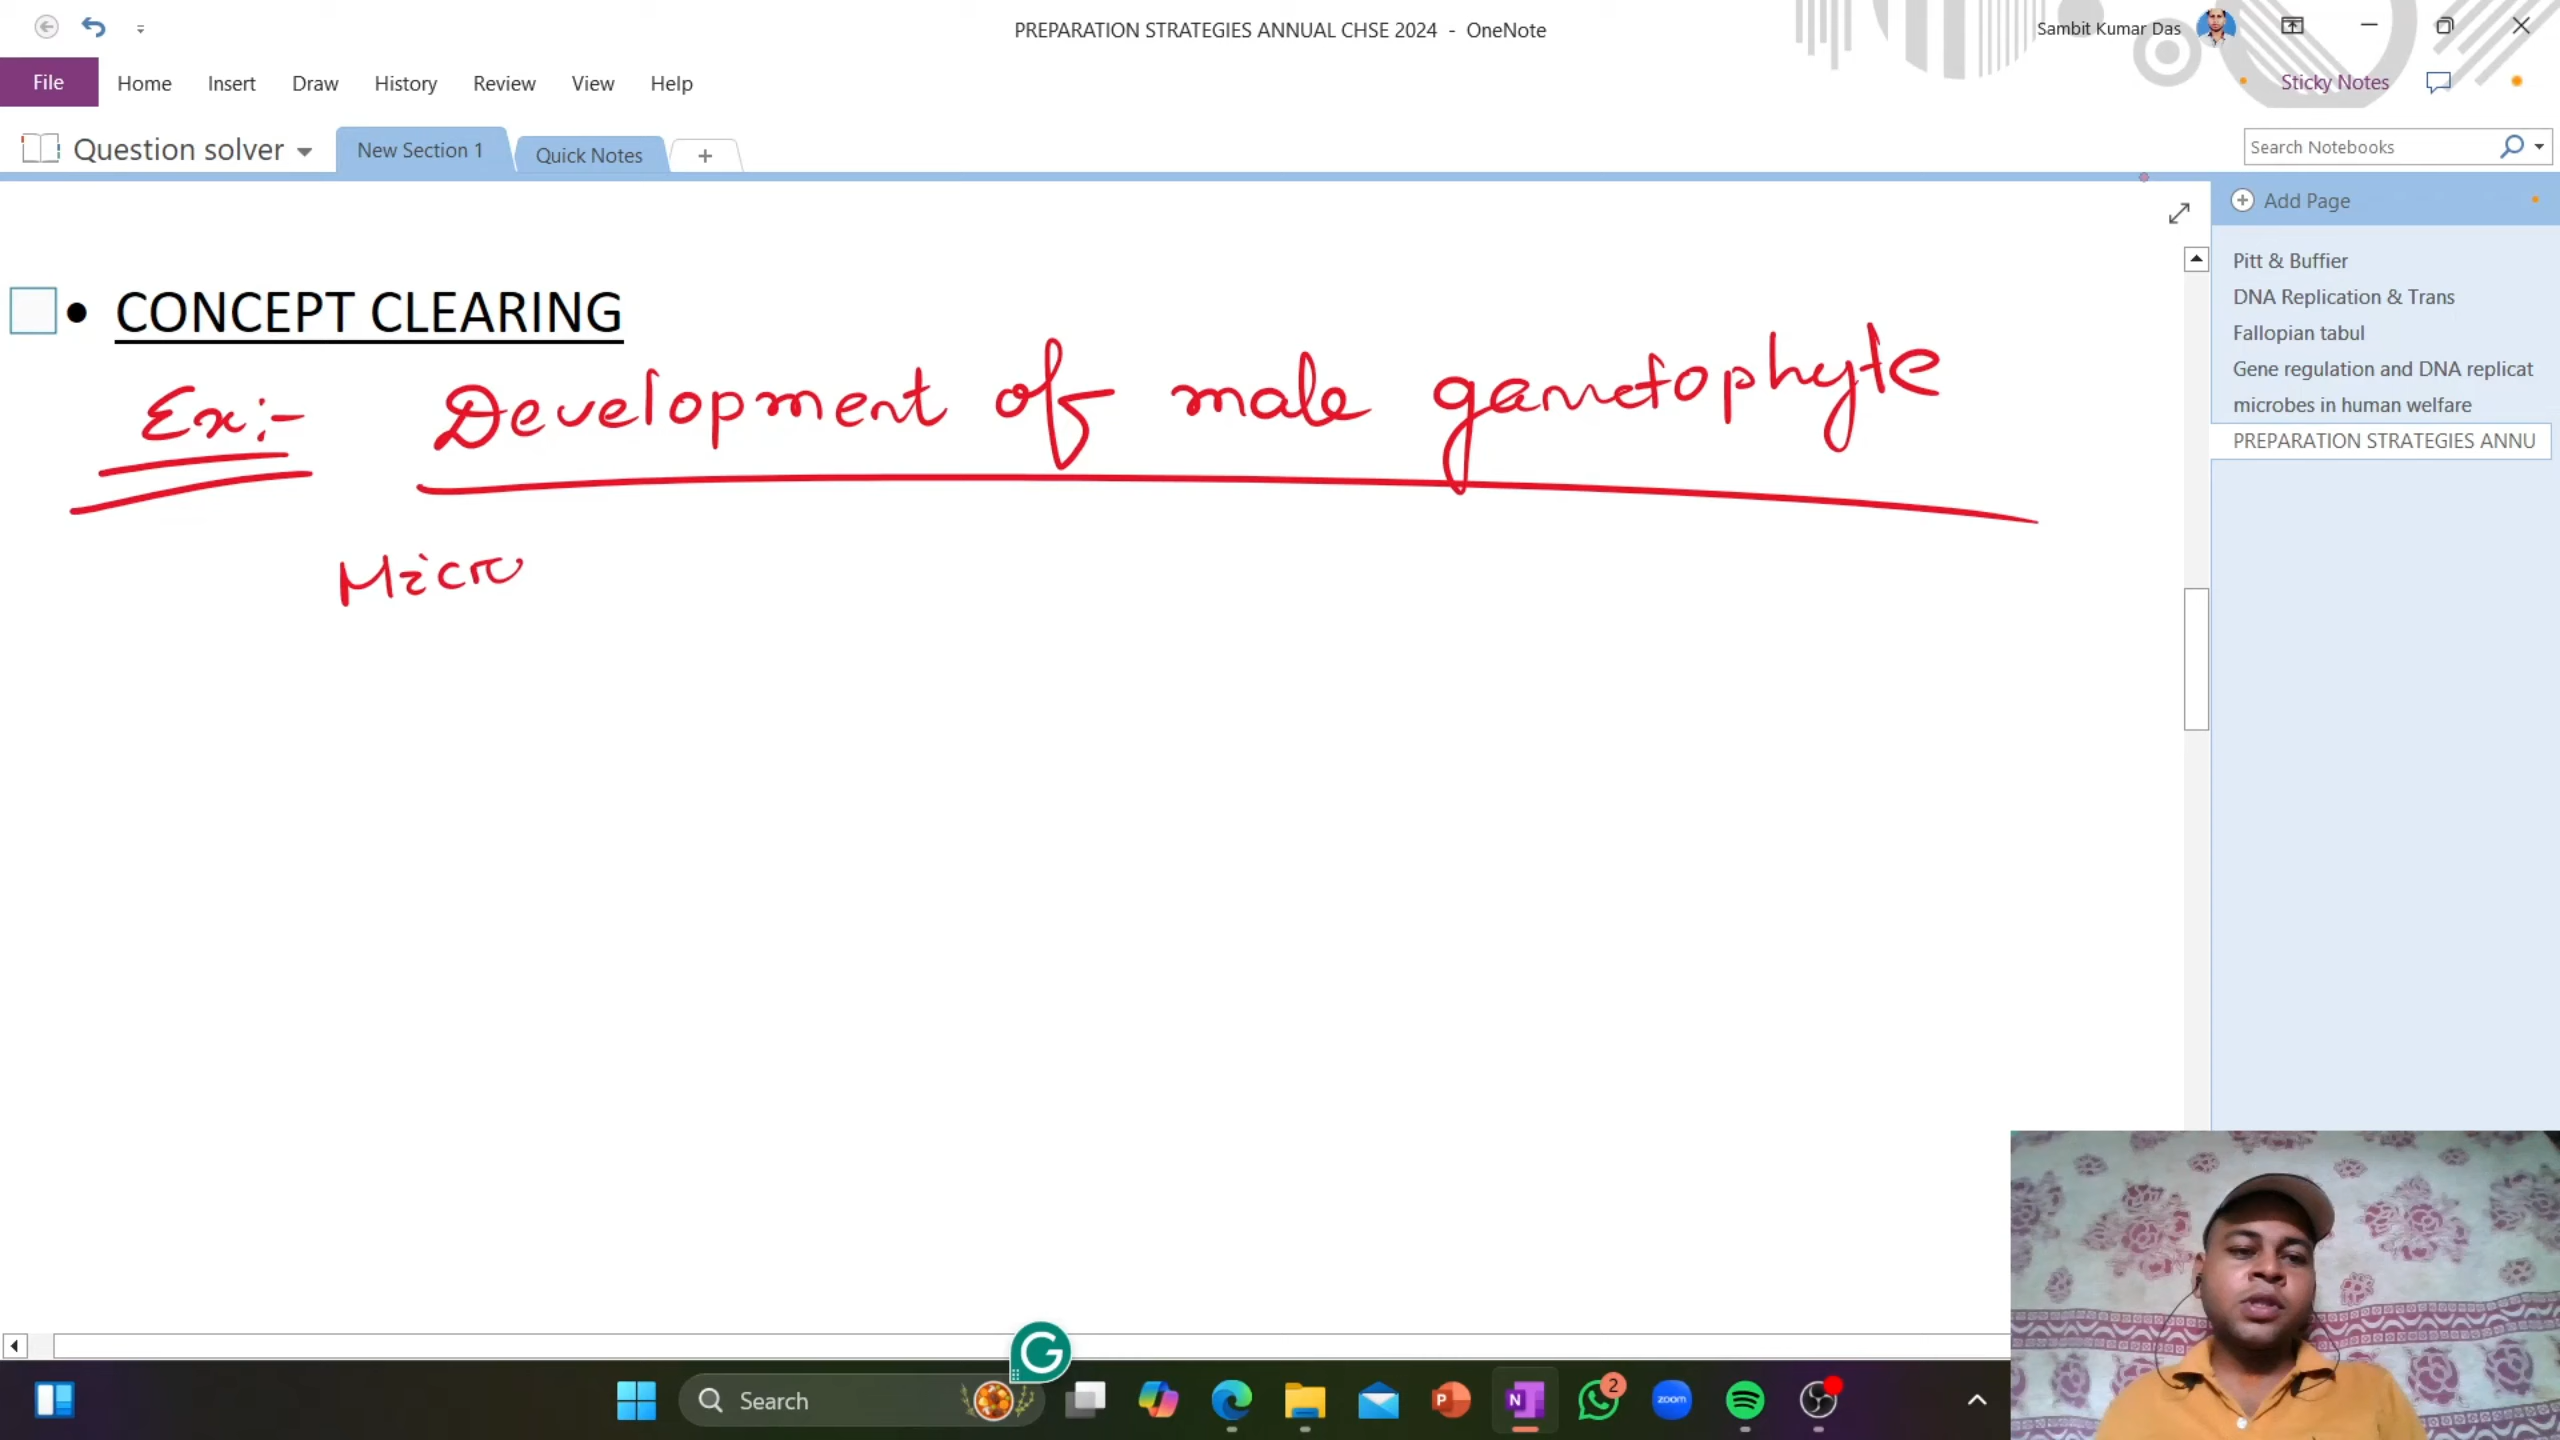 PREPARATION STRATEGIES ANNUAL CHSE 2024 - OneNote
Sambit Kumar Das
File Home Insert Draw History Review View Help
Sticky Notes
Question solver
New Section 1
Quick Notes
Search Notebooks
Add Page
Pitt & Buffier
DNA Replication & Trans
Fallopian tabul
Gene regulation and DNA replicat
microbes in human welfare
PREPARATION STRATEGIES ANNU
• CONCEPT CLEARING
Ex:- Development of male gametophyte
Micro
G
Search
P
N
2
zoom